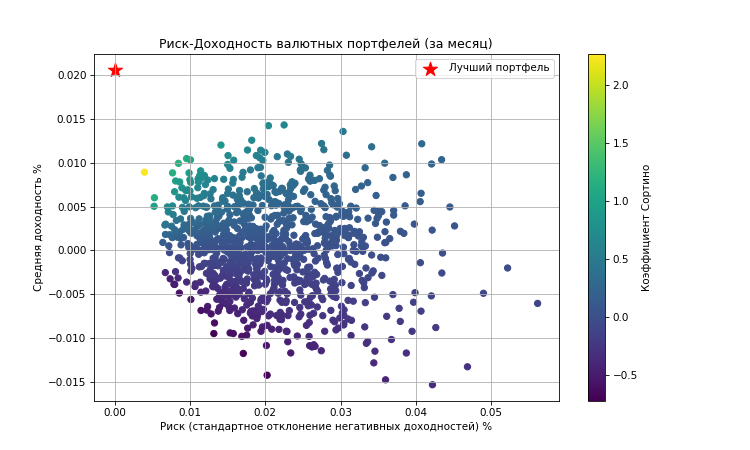 Риск-Доходность валютных портфелей (за месяц)
Лучший портфель
Средняя доходность %
0.020
0.015
0.010
0.005
0.000
−0.005
−0.010
−0.015
0.00 0.01 0.02 0.03 0.04 0.05
Риск (стандартное отклонение негативных доходностей) %
2.0
1.5
1.0
0.5
0.0
−0.5
Коэффициент Сортино